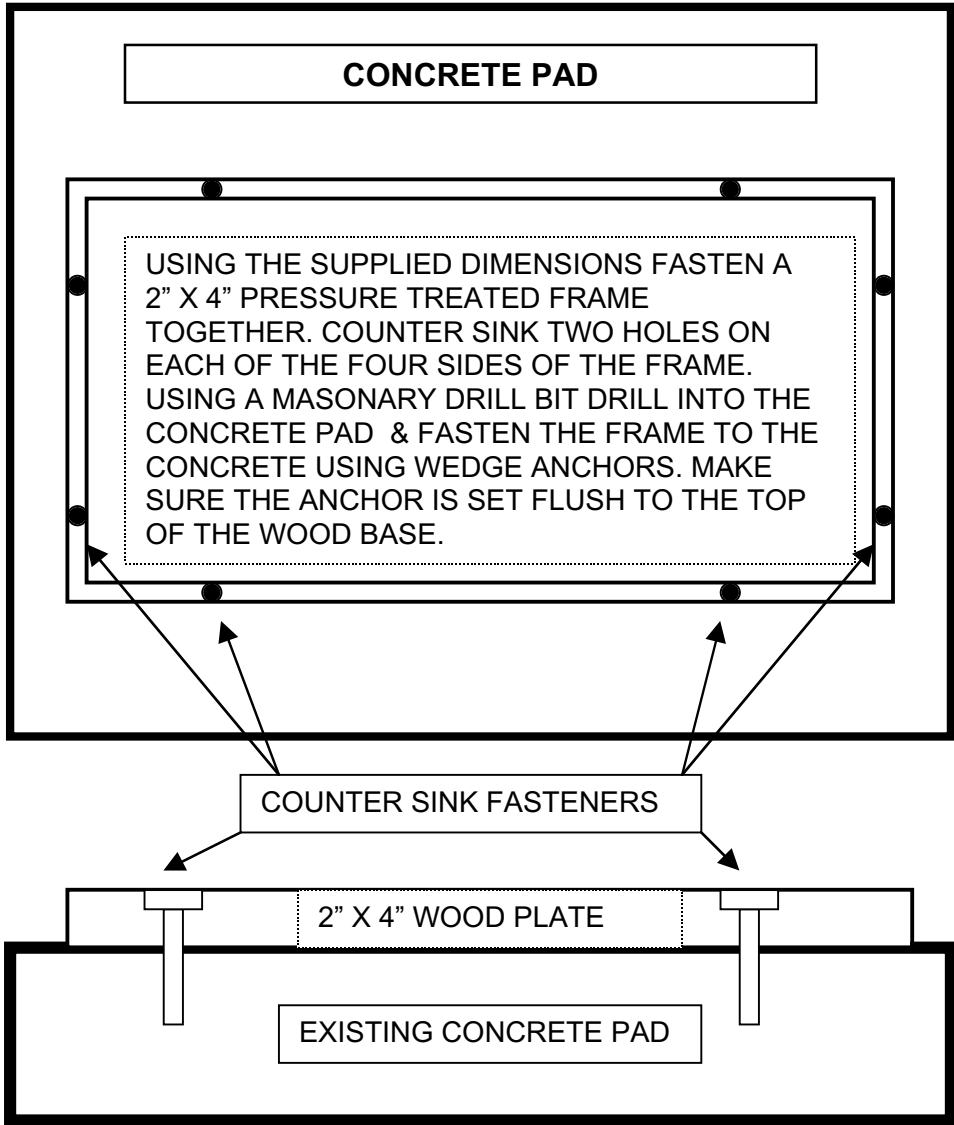 CONCRETE PAD
USING THE SUPPLIED DIMENSIONS FASTEN A
2” X 4” PRESSURE TREATED FRAME
TOGETHER. COUNTER SINK TWO HOLES ON
EACH OF THE FOUR SIDES OF THE FRAME.
USING A MASONARY DRILL BIT DRILL INTO THE
CONCRETE PAD & FASTEN THE FRAME TO THE
CONCRETE USING WEDGE ANCHORS. MAKE
SURE THE ANCHOR IS SET FLUSH TO THE TOP
OF THE WOOD BASE.
COUNTER SINK FASTENERS
2” X 4” WOOD PLATE
EXISTING CONCRETE PAD